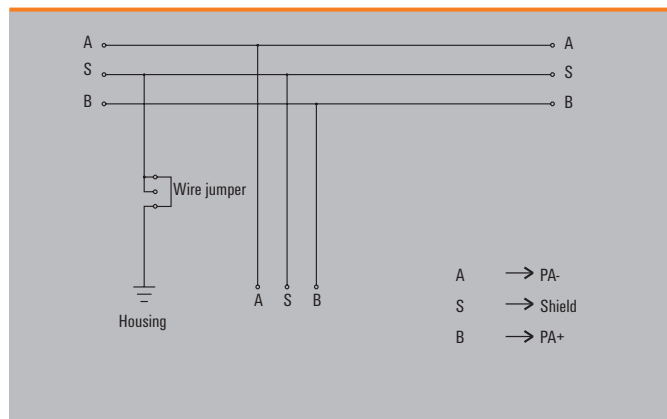 A A
S S
B B
Wire jumper
A S B
Housing
A → PA-
S → Shield
B → PA+